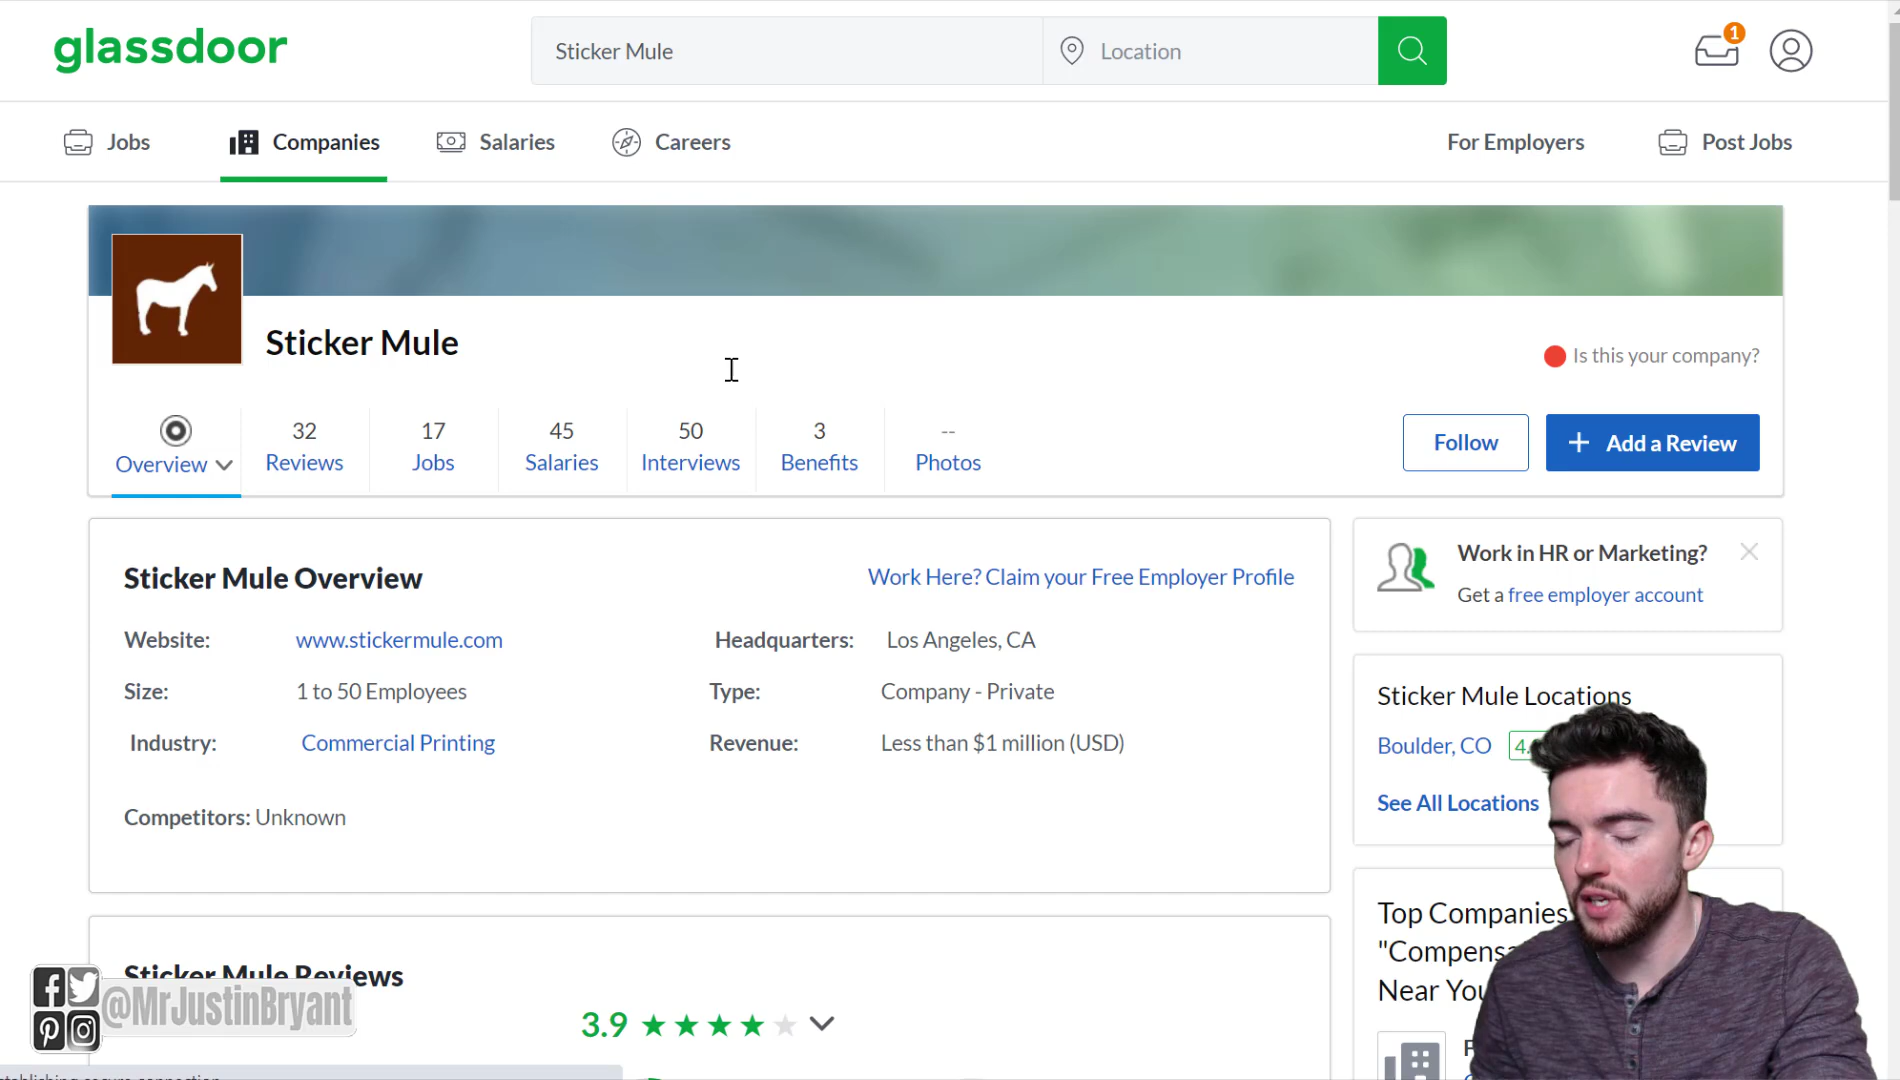 glassdoor
Sticker Mule
Location
1
Jobs
Companies
Salaries
Careers
For Employers
Post Jobs
Sticker Mule
Is this your company?
Overview
32
Reviews
17
Jobs
45
Salaries
50
Interviews
3
Benefits
--
Photos
Follow
+ Add a Review
Sticker Mule Overview
Work Here? Claim your Free Employer Profile
Website: www.stickermule.com
Headquarters: Los Angeles, CA
Size: 1 to 50 Employees
Type: Company - Private
Industry: Commercial Printing
Revenue: Less than $1 million (USD)
Competitors: Unknown
Work in HR or Marketing?
Get a free employer account
Sticker Mule Locations
Boulder, CO 4.
See All Locations
Top Companies
Near You
Sticker Mule Reviews
3.9
@MrJustinBryant